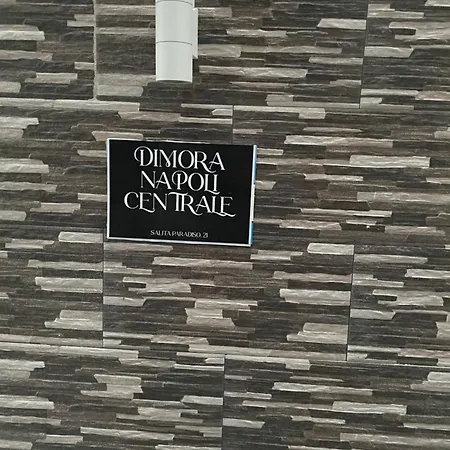 DIMORA
NAPOLI
CENTRALE
SALITA PARADISO, 21